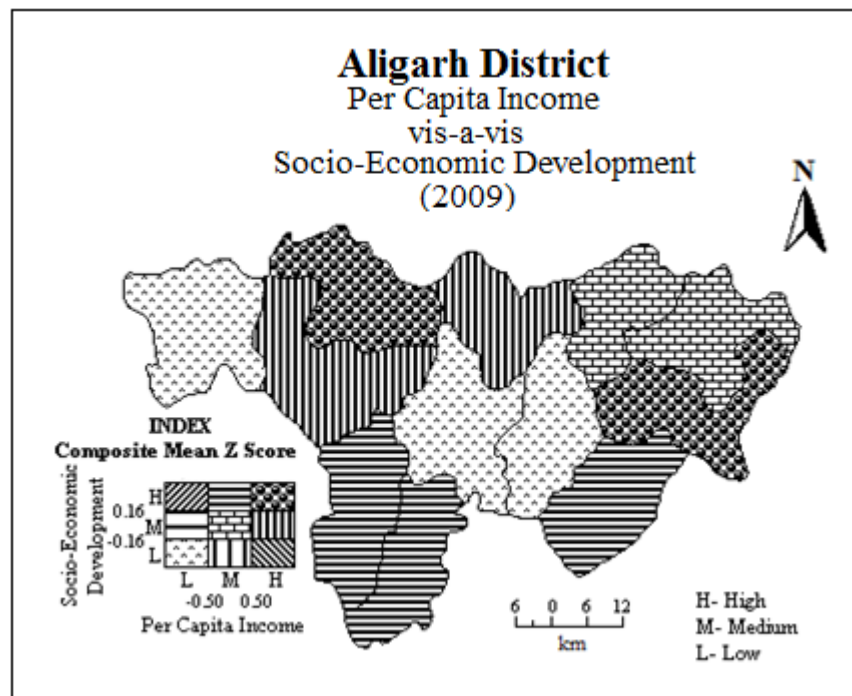 Aligarh District
Per Capita Income
vis-a-vis
Socio-Economic Development
(2009)
N
INDEX
Composite Mean Z Score
Socio-Economic
Development
H
0.16
M
-0.16
L
L M H
-0.50 0.50
Per Capita Income
6 0 6 12
km
H- High
M- Medium
L- Low